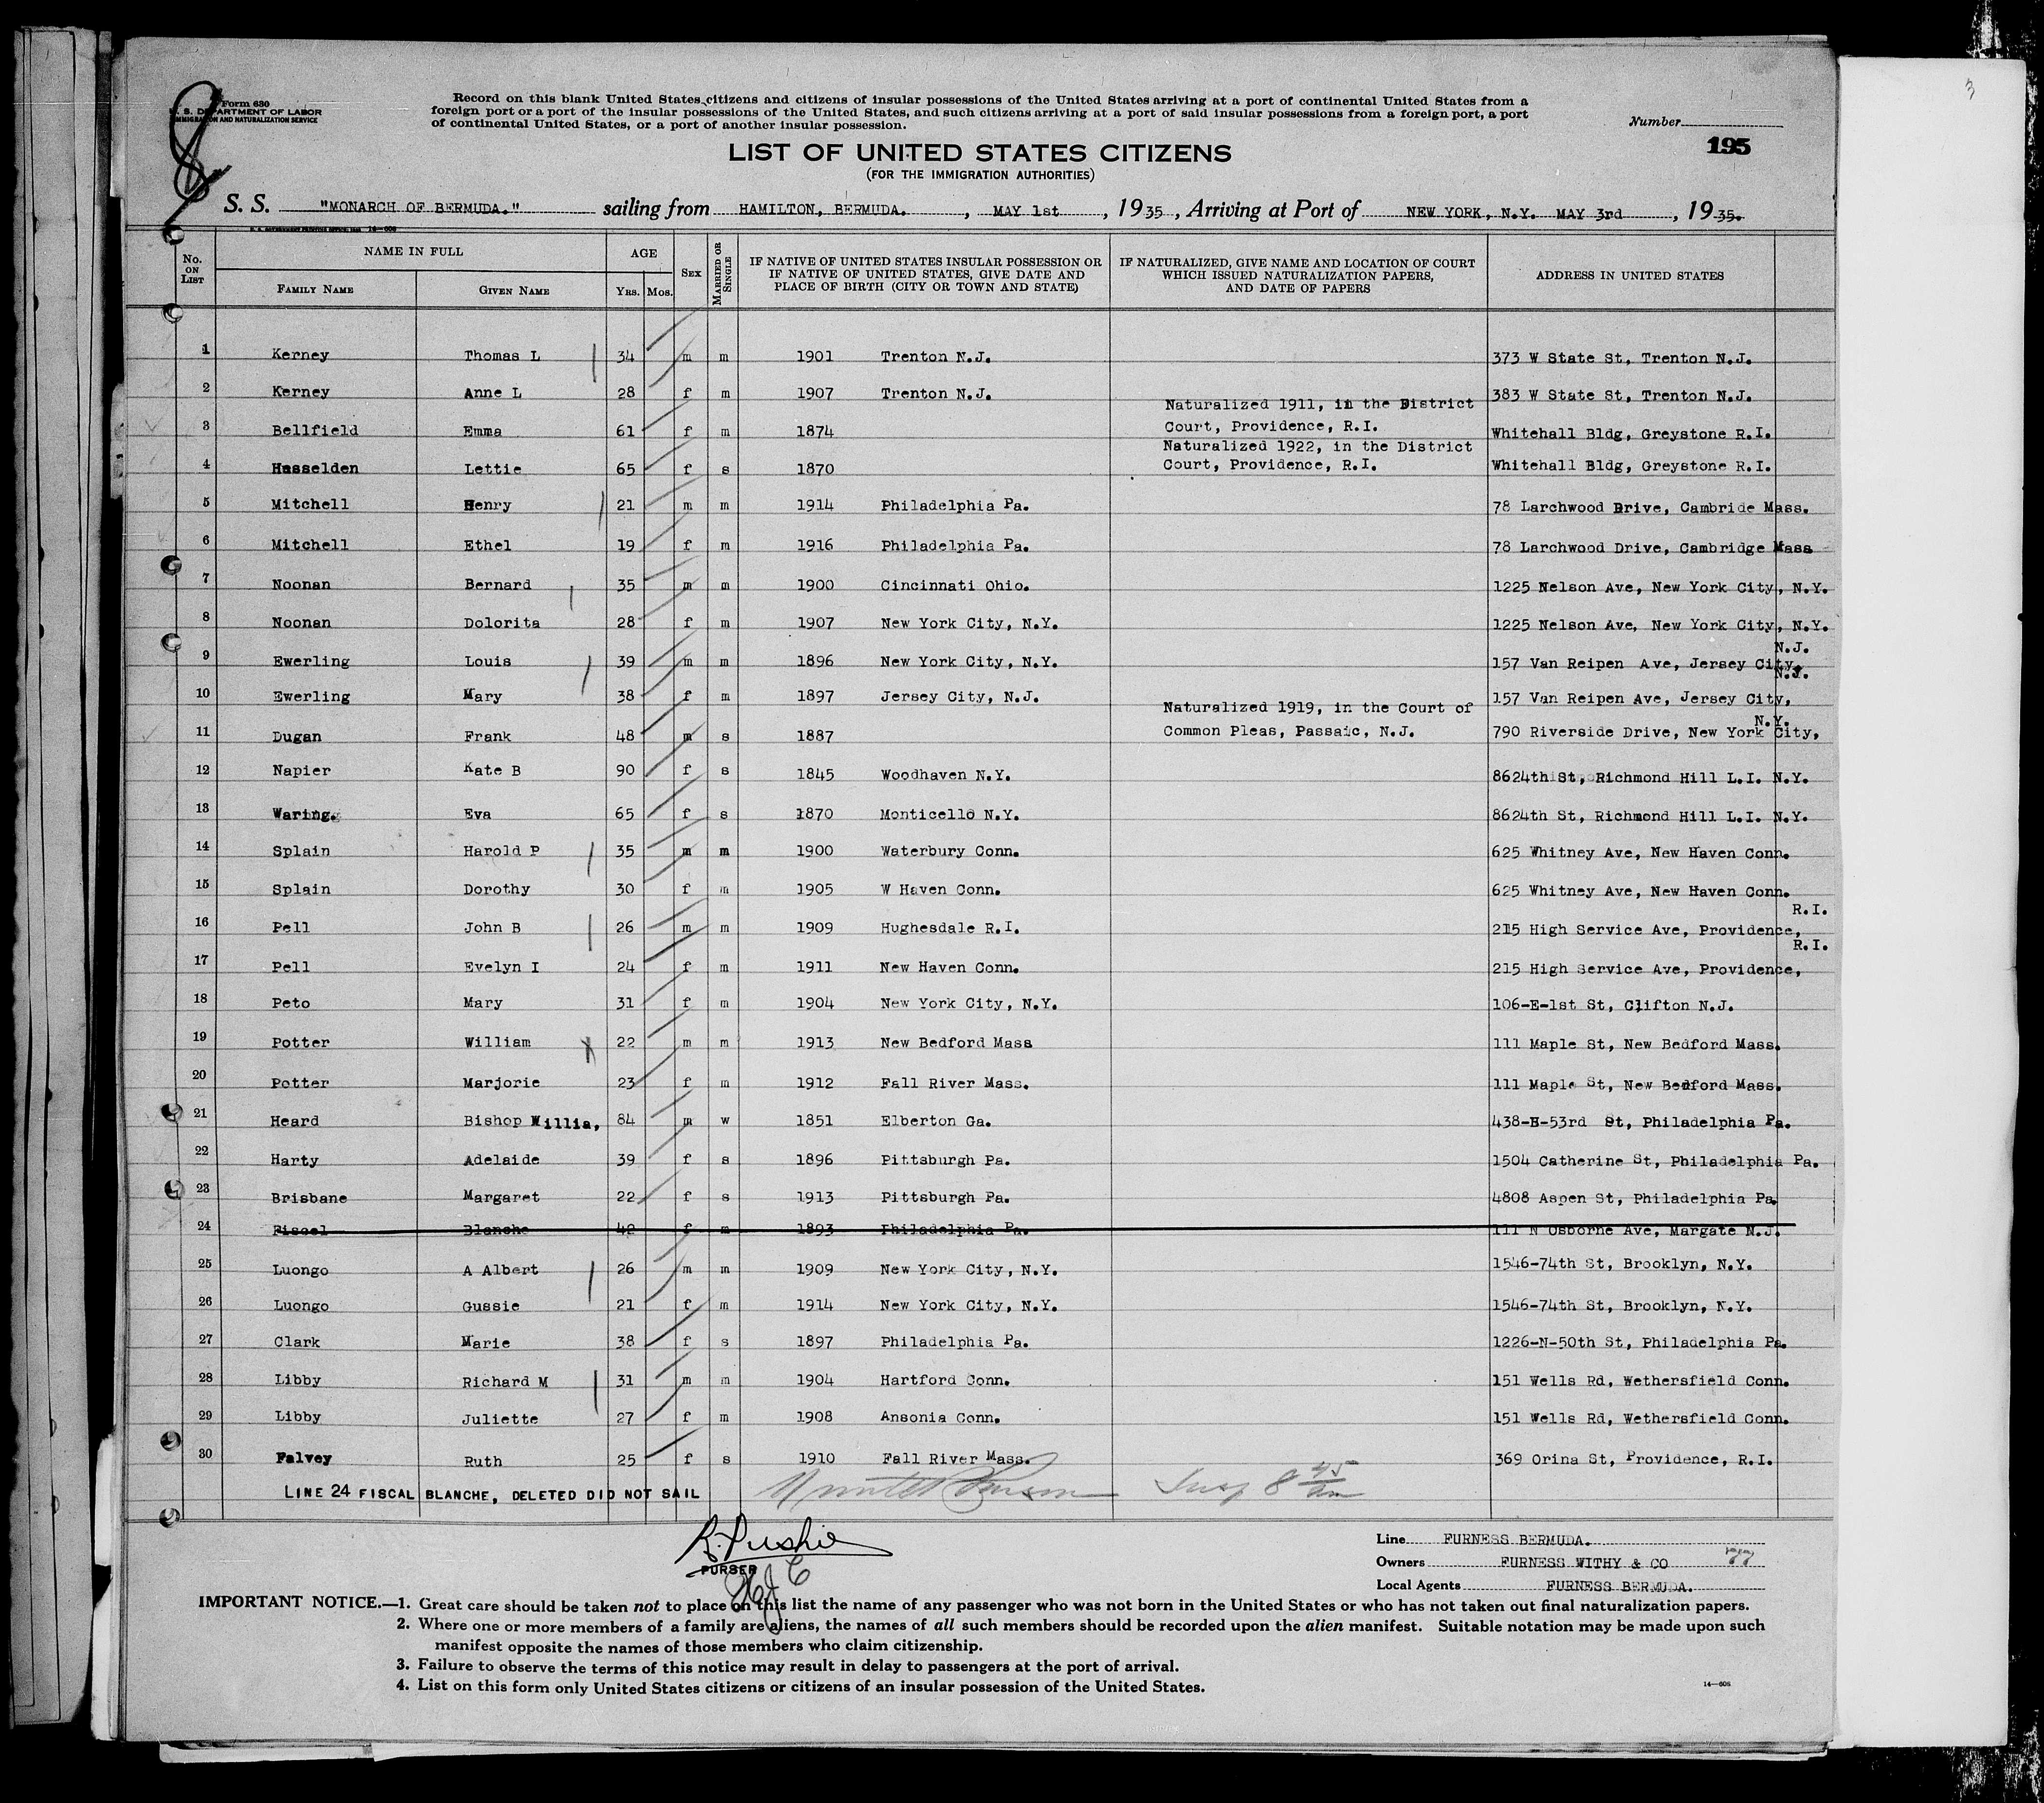 Form 630
U. S. DEPARTMENT OF LABOR
IMMIGRATION AND NATURALIZATION SERVICE
Record on this blank United States citizens and citizens of insular possessions of the United States arriving at a port of continental United States from a
foreign port or a port of the insular possessions of the United States, and such citizens arriving at a port of said insular possessions from a foreign port, a port
of continental United States, or a port of another insular possession.
Number
195
3
LIST OF UNITED STATES CITIZENS
(FOR THE IMMIGRATION AUTHORITIES)
S. S. "MONARCH OF BERMUDA." sailing from HAMILTON, BERMUDA. , MAY 1st , 1935 , Arriving at Port of NEW YORK, N.Y. MAY 3rd , 1935.
No. ON LIST NAME IN FULL FAMILY NAME GIVEN NAME AGE YRS. MOS. SEX MARRIED OR SINGLE IF NATIVE OF UNITED STATES INSULAR POSSESSION OR IF NATIVE OF UNITED STATES, GIVE DATE AND PLACE OF BIRTH (CITY OR TOWN AND STATE) IF NATURALIZED, GIVE NAME AND LOCATION OF COURT WHICH ISSUED NATURALIZATION PAPERS, AND DATE OF PAPERS ADDRESS IN UNITED STATES
1 Kerney Thomas L 34 m m 1901 Trenton N.J. 373 W State St, Trenton N.J.
2 Kerney Anne L 28 f m 1907 Trenton N.J. 383 W State St, Trenton N.J.
3 Bellfield Emma 61 f m 1874 Naturalized 1911, in the District Court, Providence, R.I. Whitehall Bldg, Greystone R.I.
4 Hasselden Lettie 65 f s 1870 Naturalized 1922, in the District Court, Providence, R.I. Whitehall Bldg, Greystone R.I.
5 Mitchell Henry 21 m m 1914 Philadelphia Pa. 78 Larchwood Drive, Cambride Mass.
6 Mitchell Ethel 19 f m 1916 Philadelphia Pa. 78 Larchwood Drive, Cambridge Mass
7 Noonan Bernard 35 m m 1900 Cincinnati Ohio. 1225 Nelson Ave, New York City, N.Y.
8 Noonan Dolorita 28 f m 1907 New York City, N.Y. 1225 Nelson Ave, New York City, N.Y.
9 Ewerling Louis 39 m m 1896 New York City, N.Y. 157 Van Reipen Ave, Jersey City, N.J.
10 Ewerling Mary 38 f m 1897 Jersey City, N.J. 157 Van Reipen Ave, Jersey City, N.J.
11 Dugan Frank 48 m s 1887 Naturalized 1919, in the Court of Common Pleas, Passaic, N.J. 790 Riverside Drive, New York City, N.Y.
12 Napier Kate B 90 f s 1845 Woodhaven N.Y. 8624th St, Richmond Hill L.I. N.Y.
13 Waring. Eva 65 f s 1870 Monticello N.Y. 8624th St, Richmond Hill L.I. N.Y.
14 Splain Harold P 35 m m 1900 Waterbury Conn. 625 Whitney Ave, New Haven Conn.
15 Splain Dorothy 30 f m 1905 W Haven Conn. 625 Whitney Ave, New Haven Conn.
16 Pell John B 26 m m 1909 Hughesdale R.I. 215 High Service Ave, Providence, R.I.
17 Pell Evelyn I 24 f m 1911 New Haven Conn. 215 High Service Ave, Providence, R.I.
18 Peto Mary 31 f m 1904 New York City, N.Y. 106-E-1st St, Clifton N.J.
19 Potter William 22 m m 1913 New Bedford Mass 111 Maple St, New Bedford Mass.
20 Potter Marjorie 23 f m 1912 Fall River Mass. 111 Maple St, New Bedford Mass.
21 Heard Bishop Willia, 84 m w 1851 Elberton Ga. 438-H-53rd St, Philadelphia Pa.
22 Harty Adelaide 39 f s 1896 Pittsburgh Pa. 1504 Catherine St, Philadelphia Pa.
23 Brisbane Margaret 22 f s 1913 Pittsburgh Pa. 4808 Aspen St, Philadelphia Pa.
24 Fiscel Blanche 42 f m 1893 Philadelphia Pa. 111 N Osborne Ave, Margate N.J.
25 Luongo A Albert 26 m m 1909 New York City, N.Y. 1546-74th St, Brooklyn, N.Y.
26 Luongo Gussie 21 f m 1914 New York City, N.Y. 1546-74th St, Brooklyn, N.Y.
27 Clark Marie 38 f s 1897 Philadelphia Pa. 1226-N-50th St, Philadelphia Pa.
28 Libby Richard M 31 m m 1904 Hartford Conn. 151 Wells Rd, Wethersfield Conn.
29 Libby Juliette 27 f m 1908 Ansonia Conn. 151 Wells Rd, Wethersfield Conn.
30 Falvey Ruth 25 f s 1910 Fall River Mass. 369 Orina St, Providence, R.I.
LINE 24 FISCAL BLANCHE, DELETED DID NOT SAIL
PURSER
Line FURNESS BERMUDA.
Owners FURNESS WITHY & CO 77
Local Agents FURNESS BERMUDA.
IMPORTANT NOTICE.—1. Great care should be taken not to place on this list the name of any passenger who was not born in the United States or who has not taken out final naturalization papers.
2. Where one or more members of a family are aliens, the names of all such members should be recorded upon the alien manifest. Suitable notation may be made upon such
manifest opposite the names of those members who claim citizenship.
3. Failure to observe the terms of this notice may result in delay to passengers at the port of arrival.
4. List on this form only United States citizens or citizens of an insular possession of the United States.
14—608